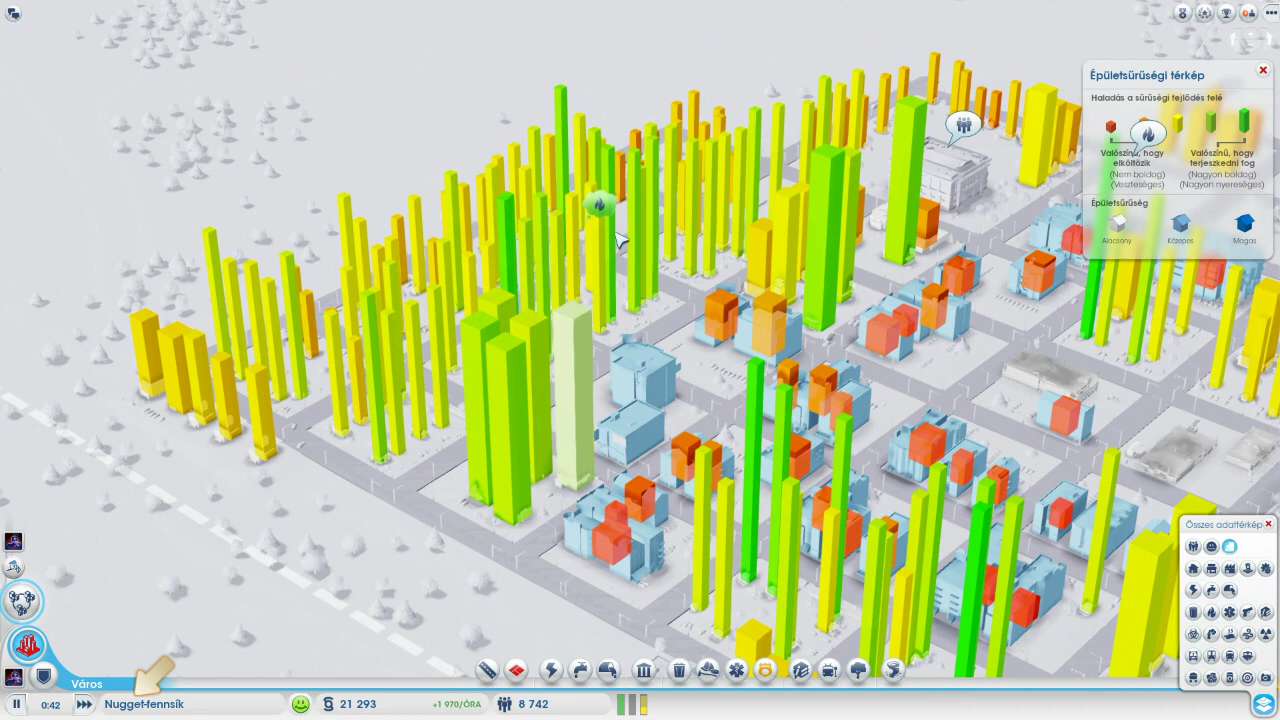 Épületsűrűségi térkép
Haladás a sűrűségi fejlődés felé
Valószínű, hogy elköltözik
(Nem boldog)
(Veszteséges)
Valószínű, hogy terjeszkedni fog
(Nagyon boldog)
(Nagyon nyereséges)
Épületsűrűség
Alacsony
Közepes
Magas
Összes adattérkép
Város
0:42
Nugget-fennsík
21 293
+1 970/ÓRA
8 742